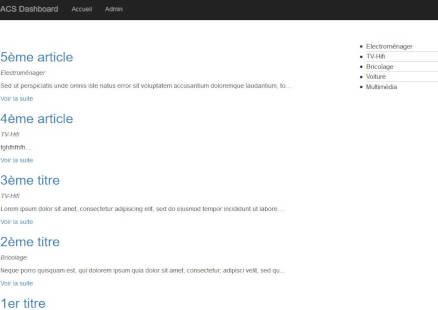 ACS Dashboard Accueil Admin
5ème article
Electroménager
Sed ut perspiciatis unde omnis iste natus error sit voluptatem accusantium doloremque laudantium, to...
Voir la suite
4ème article
TV-Hifi
fghfhfhfh...
Voir la suite
3ème titre
TV-Hifi
Lorem ipsum dolor sit amet, consectetur adipiscing elit, sed do eiusmod tempor incididunt ut labore ...
Voir la suite
2ème titre
Bricolage
Neque porro quisquam est, qui dolorem ipsum quia dolor sit amet, consectetur, adipisci velit, sed qu...
Voir la suite
1er titre
Electroménager
TV-Hifi
Bricolage
Voiture
Multimédia